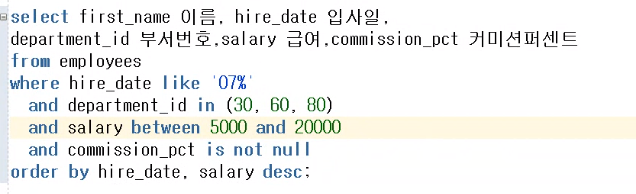 select first_name 이름, hire_date 입사일,
department_id 부서번호,salary 급여,commission_pct 커미션퍼센트
from employees
where hire_date like '07%'
and department_id in (30, 60, 80)
and salary between 5000 and 20000
and commission_pct is not null
order by hire_date, salary desc;